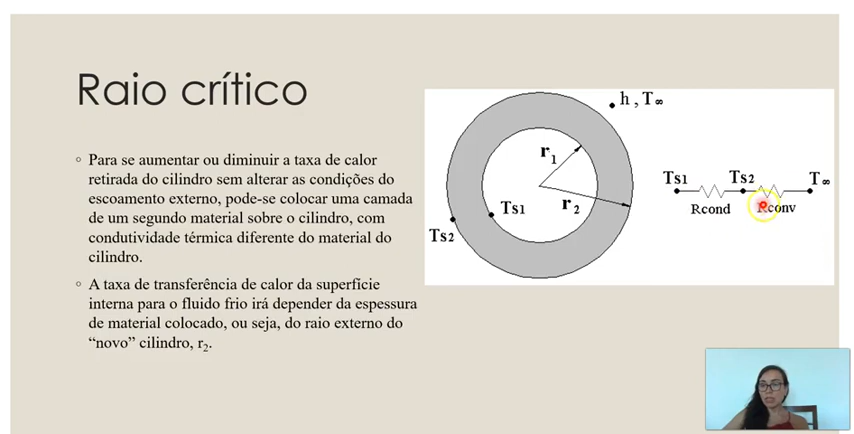 Raio crítico
Para se aumentar ou diminuir a taxa de calor
retirada do cilindro sem alterar as condições do
escoamento externo, pode-se colocar uma camada
de um segundo material sobre o cilindro, com
condutividade térmica diferente do material do
cilindro.
A taxa de transferência de calor da superfície
interna para o fluido frio irá depender da espessura
de material colocado, ou seja, do raio externo do
“novo” cilindro, r₂.
h , T∞
r₁
r₂
Ts1
Ts2
Ts1 Ts2 T∞
Rcond Rconv